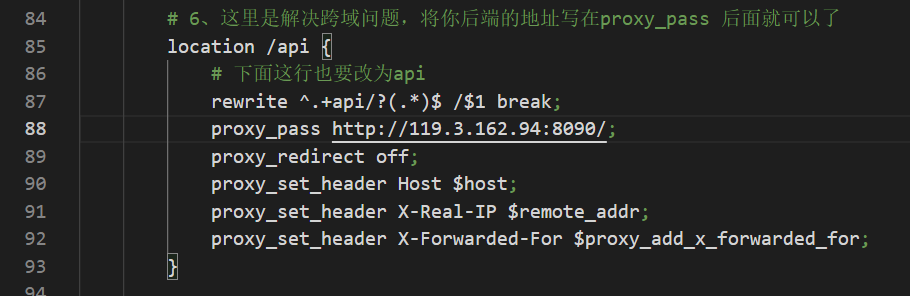 84 # 6、这里是解决跨域问题，将你后端的地址写在proxy_pass 后面就可以了
85 location /api {
86 # 下面这行也要改为api
87 rewrite ^.+api/?(.*)$ /$1 break;
88 proxy_pass http://119.3.162.94:8090/;
89 proxy_redirect off;
90 proxy_set_header Host $host;
91 proxy_set_header X-Real-IP $remote_addr;
92 proxy_set_header X-Forwarded-For $proxy_add_x_forwarded_for;
93 }
94